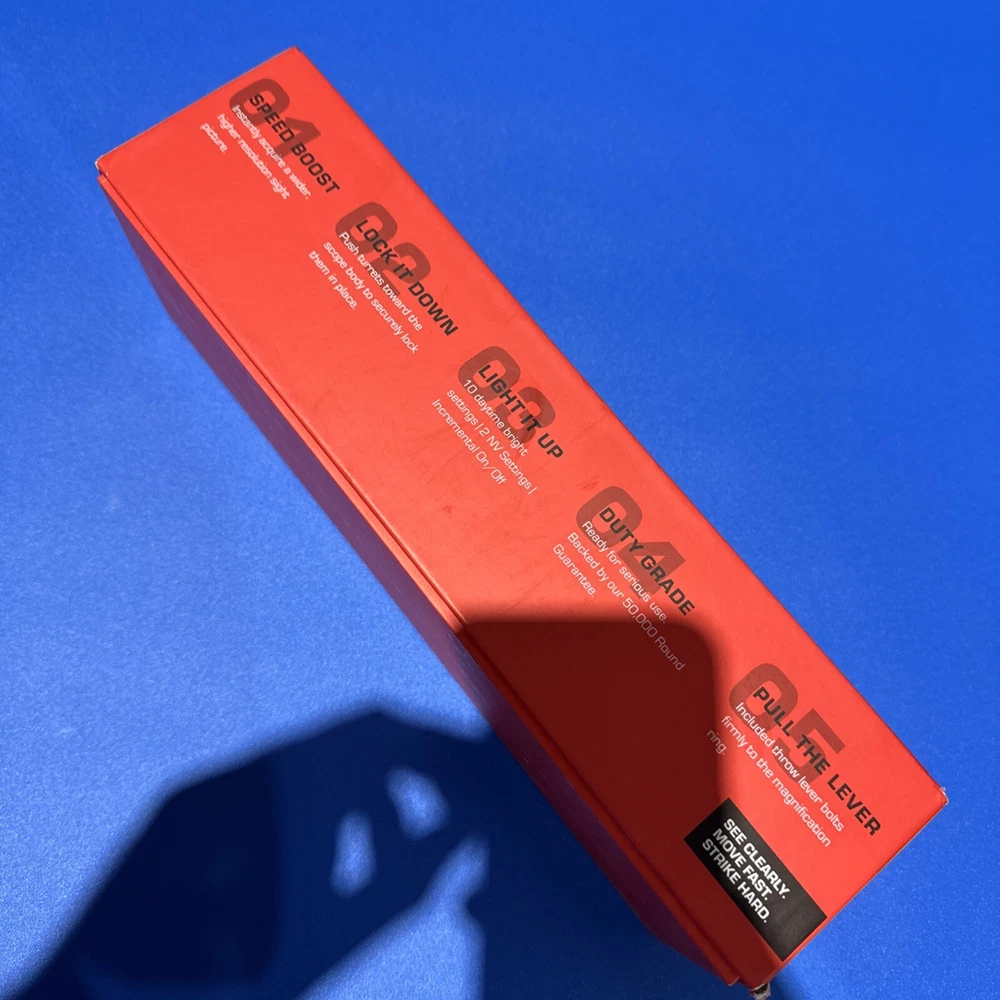 01
SPEED BOOST
Instantly acquire a wider,
higher resolution sight
picture.
02
LOCK IT DOWN
Push turrets toward the
scope body to securely lock
them in place.
03
LIGHT IT UP
10 daytime bright
settings | 2 NV Settings |
Incremental On/Off
04
DUTY GRADE
Ready for serious use.
Backed by our 50,000 Round
Guarantee.
05
PULL THE LEVER
Included throw lever bolts
firmly to the magnification
ring.
SEE CLEARLY.
MOVE FAST.
STRIKE HARD.